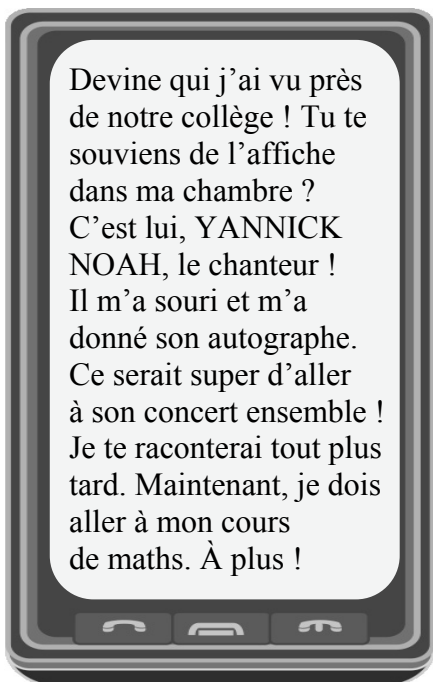 Devine qui j’ai vu près
de notre collège ! Tu te
souviens de l’affiche
dans ma chambre ?
C’est lui, YANNICK
NOAH, le chanteur !
Il m’a souri et m’a
donné son autographe.
Ce serait super d’aller
à son concert ensemble !
Je te raconterai tout plus
tard. Maintenant, je dois
aller à mon cours
de maths. À plus !